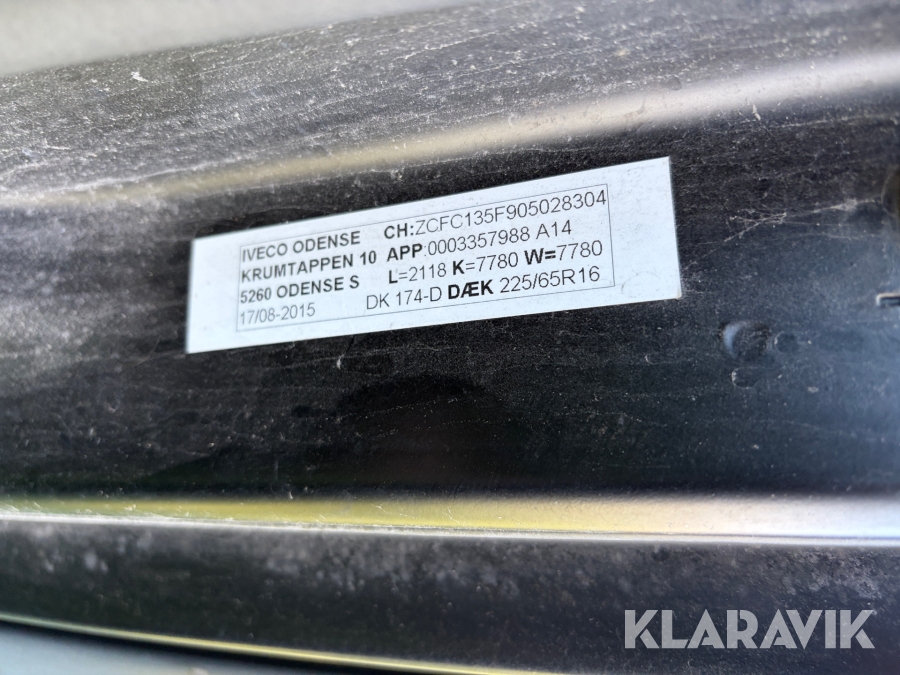 IVECO ODENSE
KRUMTAPPEN 10
5260 ODENSE S
17/08-2015
CH:ZCFC135F905028304
APP:0003357988 A14
L=2118 K=7780 W=7780
DK 174-D DÆK 225/65R16
KLARAVIK